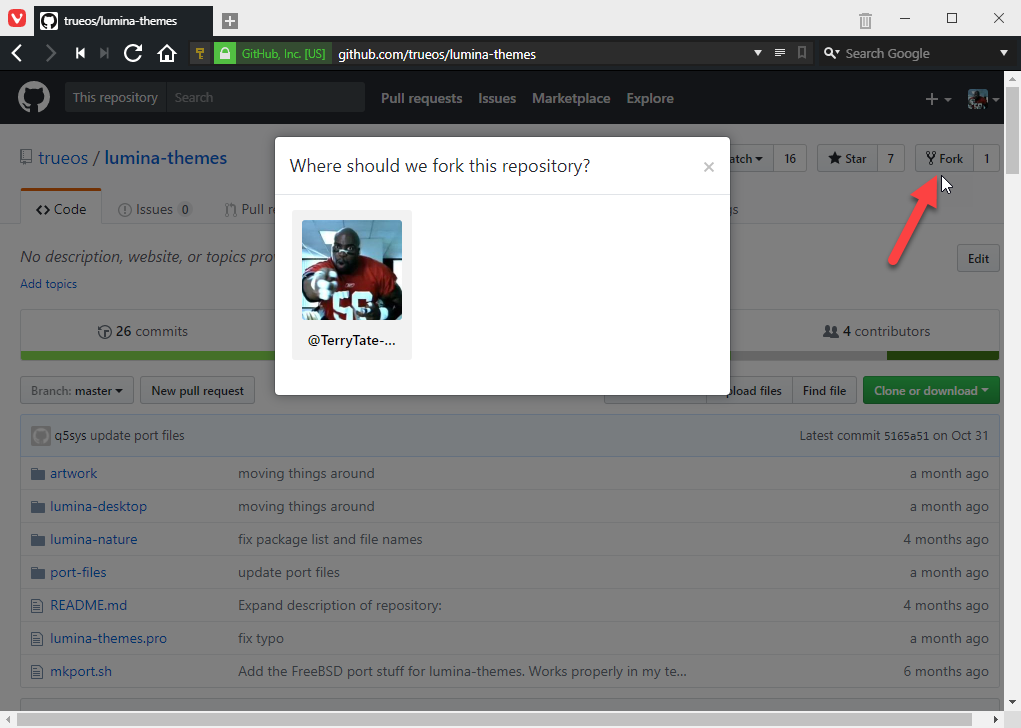 trueos/lumina-themes
GitHub, Inc. [US]
github.com/trueos/lumina-themes
Search Google
This repository
Search
Pull requests
Issues
Marketplace
Explore
trueos / lumina-themes
atch
16
Star
7
Fork
1
Where should we fork this repository?
×
@TerryTate-...
Code
Issues 0
Pull r
gs
No description, website, or topics pro
Edit
Add topics
26 commits
4 contributors
Branch: master
New pull request
pload files
Find file
Clone or download
q5sys update port files
Latest commit 5165a51 on Oct 31
artwork
moving things around
a month ago
lumina-desktop
moving things around
a month ago
lumina-nature
fix package list and file names
4 months ago
port-files
update port files
a month ago
README.md
Expand description of repository:
4 months ago
lumina-themes.pro
fix typo
a month ago
mkport.sh
Add the FreeBSD port stuff for lumina-themes. Works properly in my te...
6 months ago